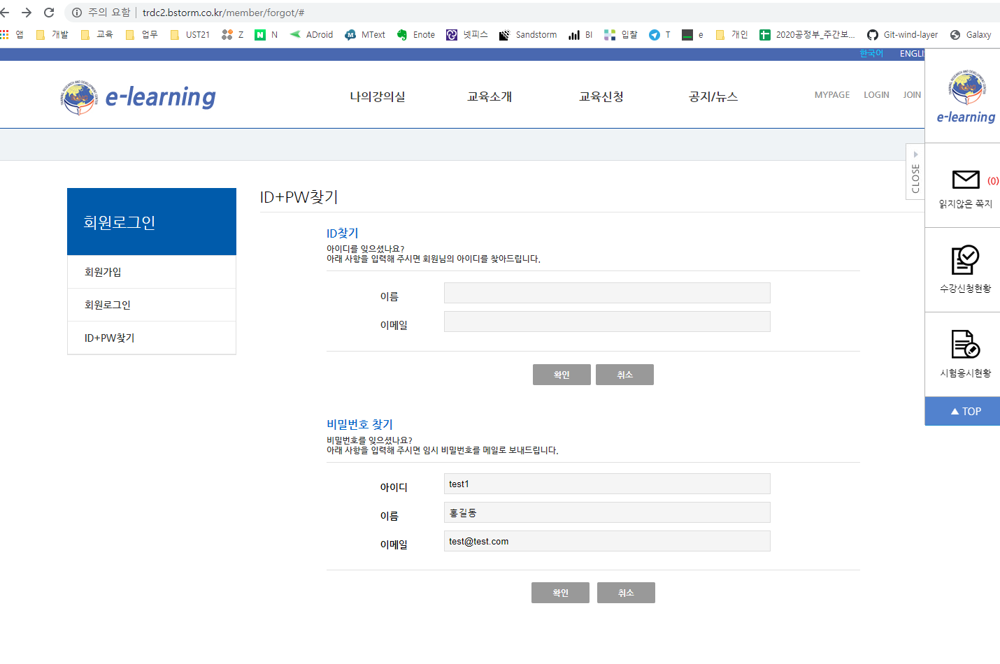 주의 요함 trdc2.bstorm.co.kr/member/forgot/#
앱 개발 교육 업무 UST21 Z N ADroid MText Enote 넷피스 Sandstorm BI 입찰 T e 개인 2020공정부_주간보... Git-wind-layer Galaxy
한국어 ENGLI
e-learning 나의강의실 교육소개 교육신청 공지/뉴스 MYPAGE LOGIN JOIN
e-learning
CLOSE
(0)
읽지않은 쪽지
수강신청현황
시험응시현황
▲ TOP
회원로그인
회원가입
회원로그인
ID+PW찾기
ID+PW찾기
ID찾기
아이디를 잊으셨나요?
아래 사항을 입력해 주시면 회원님의 아이디를 찾아드립니다.
이름
이메일
확인 취소
비밀번호 찾기
비밀번호를 잊으셨나요?
아래 사항을 입력해 주시면 임시 비밀번호를 메일로 보내드립니다.
아이디 test1
이름 홍길동
이메일 test@test.com
확인 취소